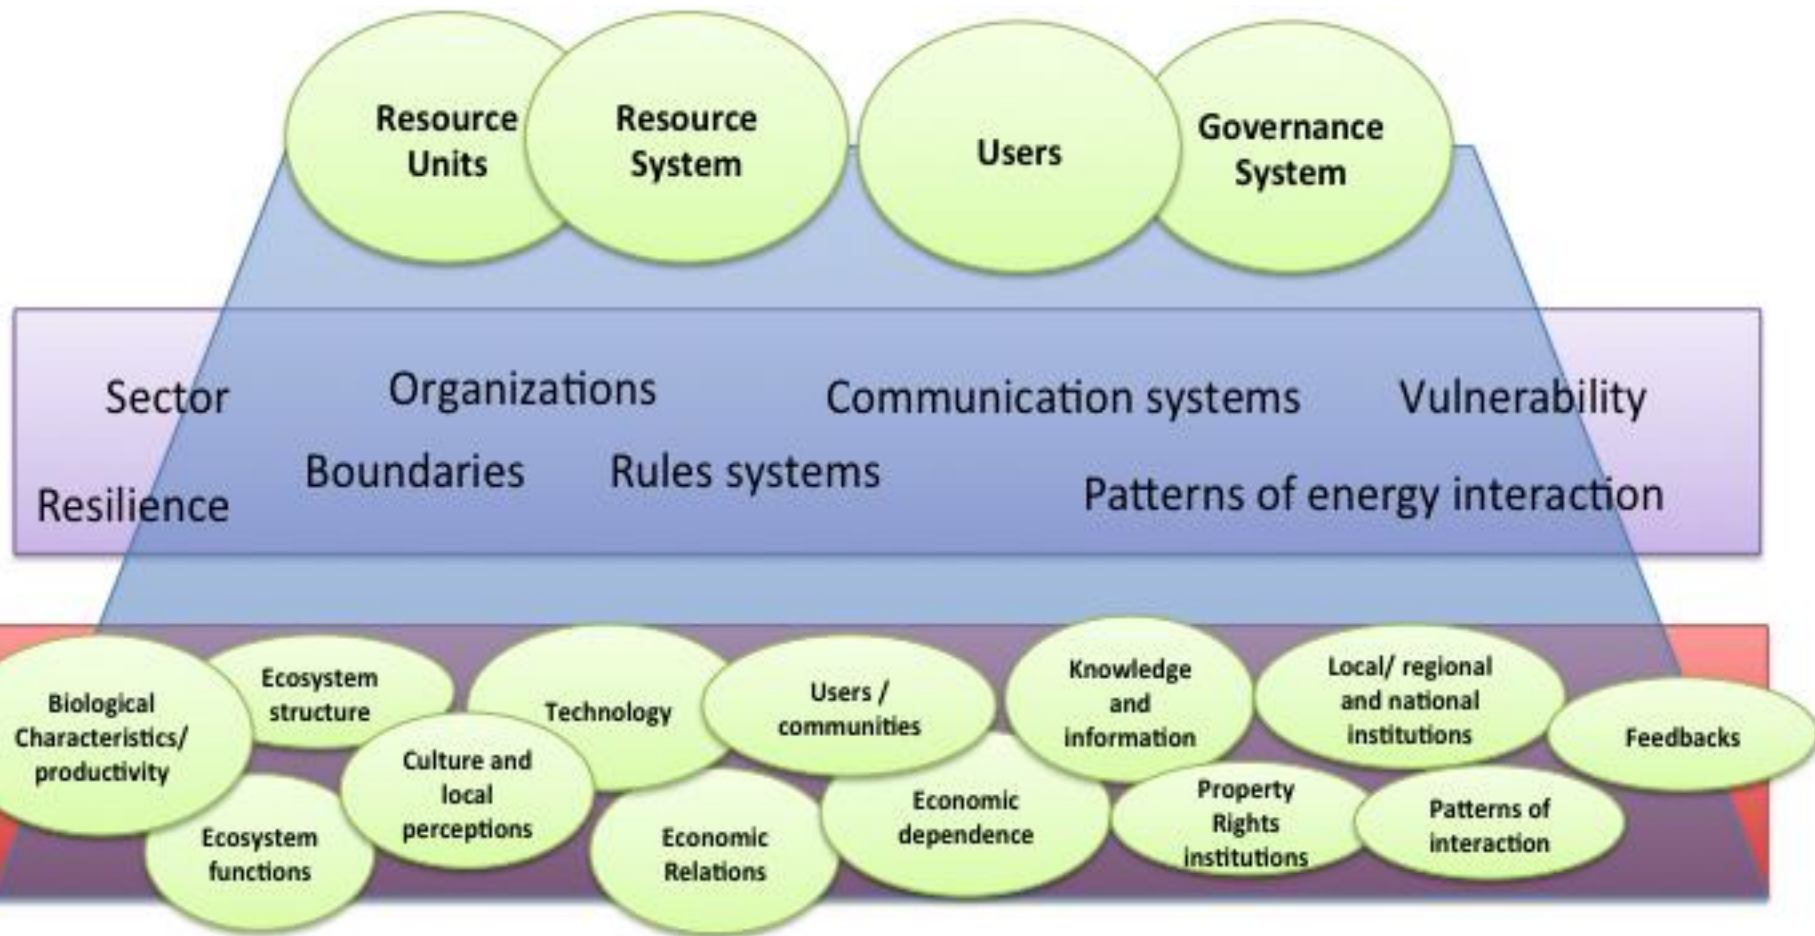 Resource
Units
Resource
System
Users
Governance
System
Sector
Organizations
Communication systems
Vulnerability
Boundaries
Rules systems
Resilience
Patterns of energy interaction
Biological
Characteristics/
productivity
Ecosystem
structure
Technology
Users /
communities
Knowledge
and
information
Local/ regional
and national
institutions
Feedbacks
Culture and
local
perceptions
Ecosystem
functions
Economic
Relations
Economic
dependence
Property
Rights
institutions
Patterns of
interaction